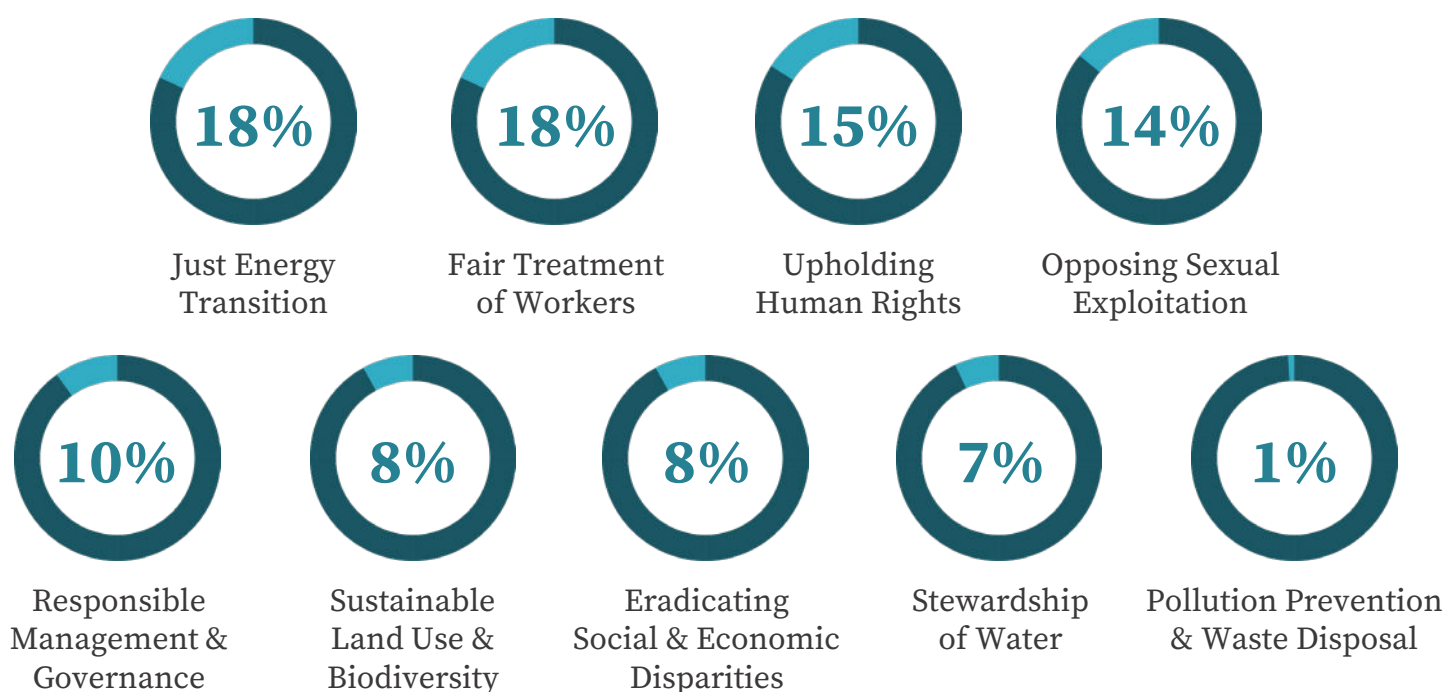 18%
18%
15%
14%
Just Energy
Transition
Fair Treatment
of Workers
Upholding
Human Rights
Opposing Sexual
Exploitation
10%
8%
8%
7%
1%
Responsible
Management &
Governance
Sustainable
Land Use &
Biodiversity
Eradicating
Social & Economic
Disparities
Stewardship
of Water
Pollution Prevention
& Waste Disposal